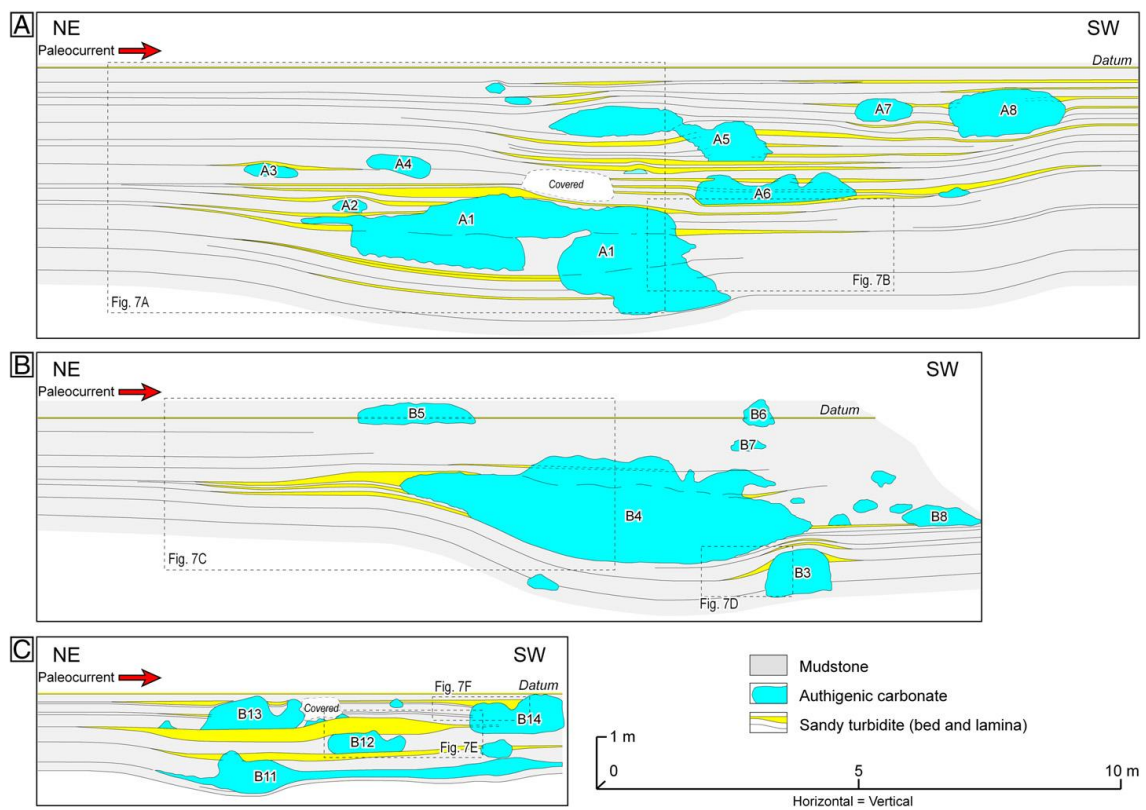 A
NE
SW
Paleocurrent
Datum
A7
A8
A5
A4
A3
Covered
A6
A2
A1
A1
Fig. 7B
Fig. 7A
B
NE
SW
Paleocurrent
B5
B6
Datum
B7
B4
B8
Fig. 7C
B3
Fig. 7D
C
NE
SW
Paleocurrent
Fig. 7F
Datum
Covered
B13
B14
B12
Fig. 7E
B11
Mudstone
Authigenic carbonate
Sandy turbidite (bed and lamina)
1 m
0
5
10 m
Horizontal = Vertical